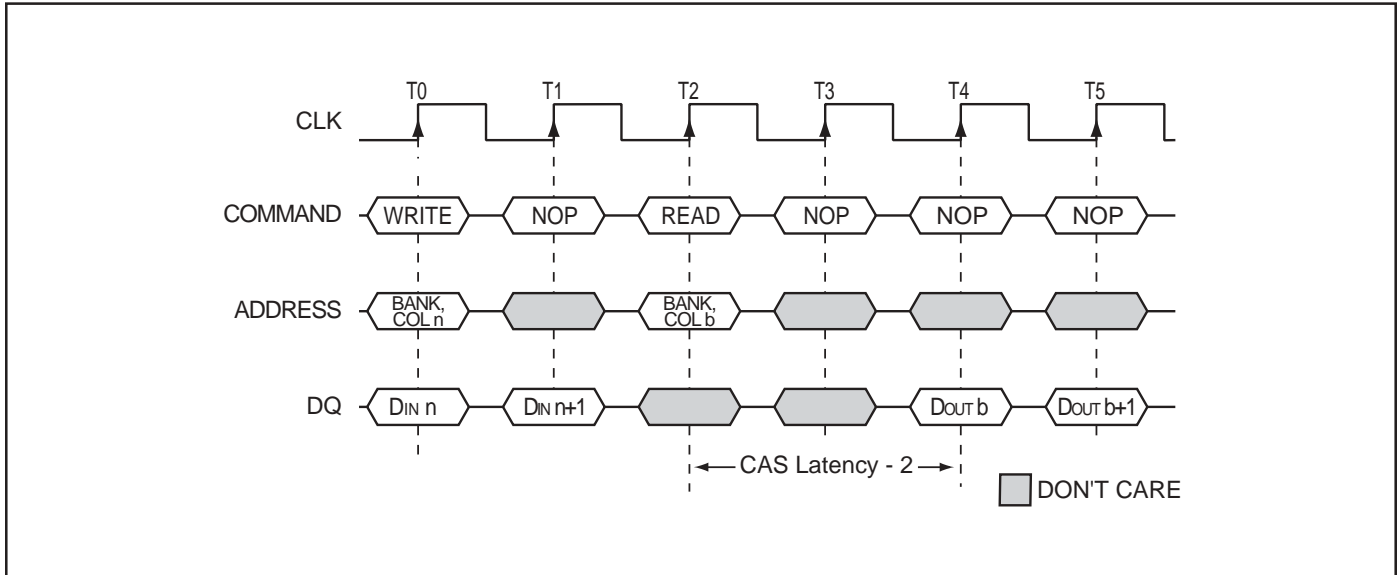 T0 T1 T2 T3 T4 T5
CLK
COMMAND WRITE NOP READ NOP NOP NOP
ADDRESS BANK, COL n BANK, COL b
DQ DIN n DIN n+1 DOUT b DOUT b+1
CAS Latency - 2
DON'T CARE